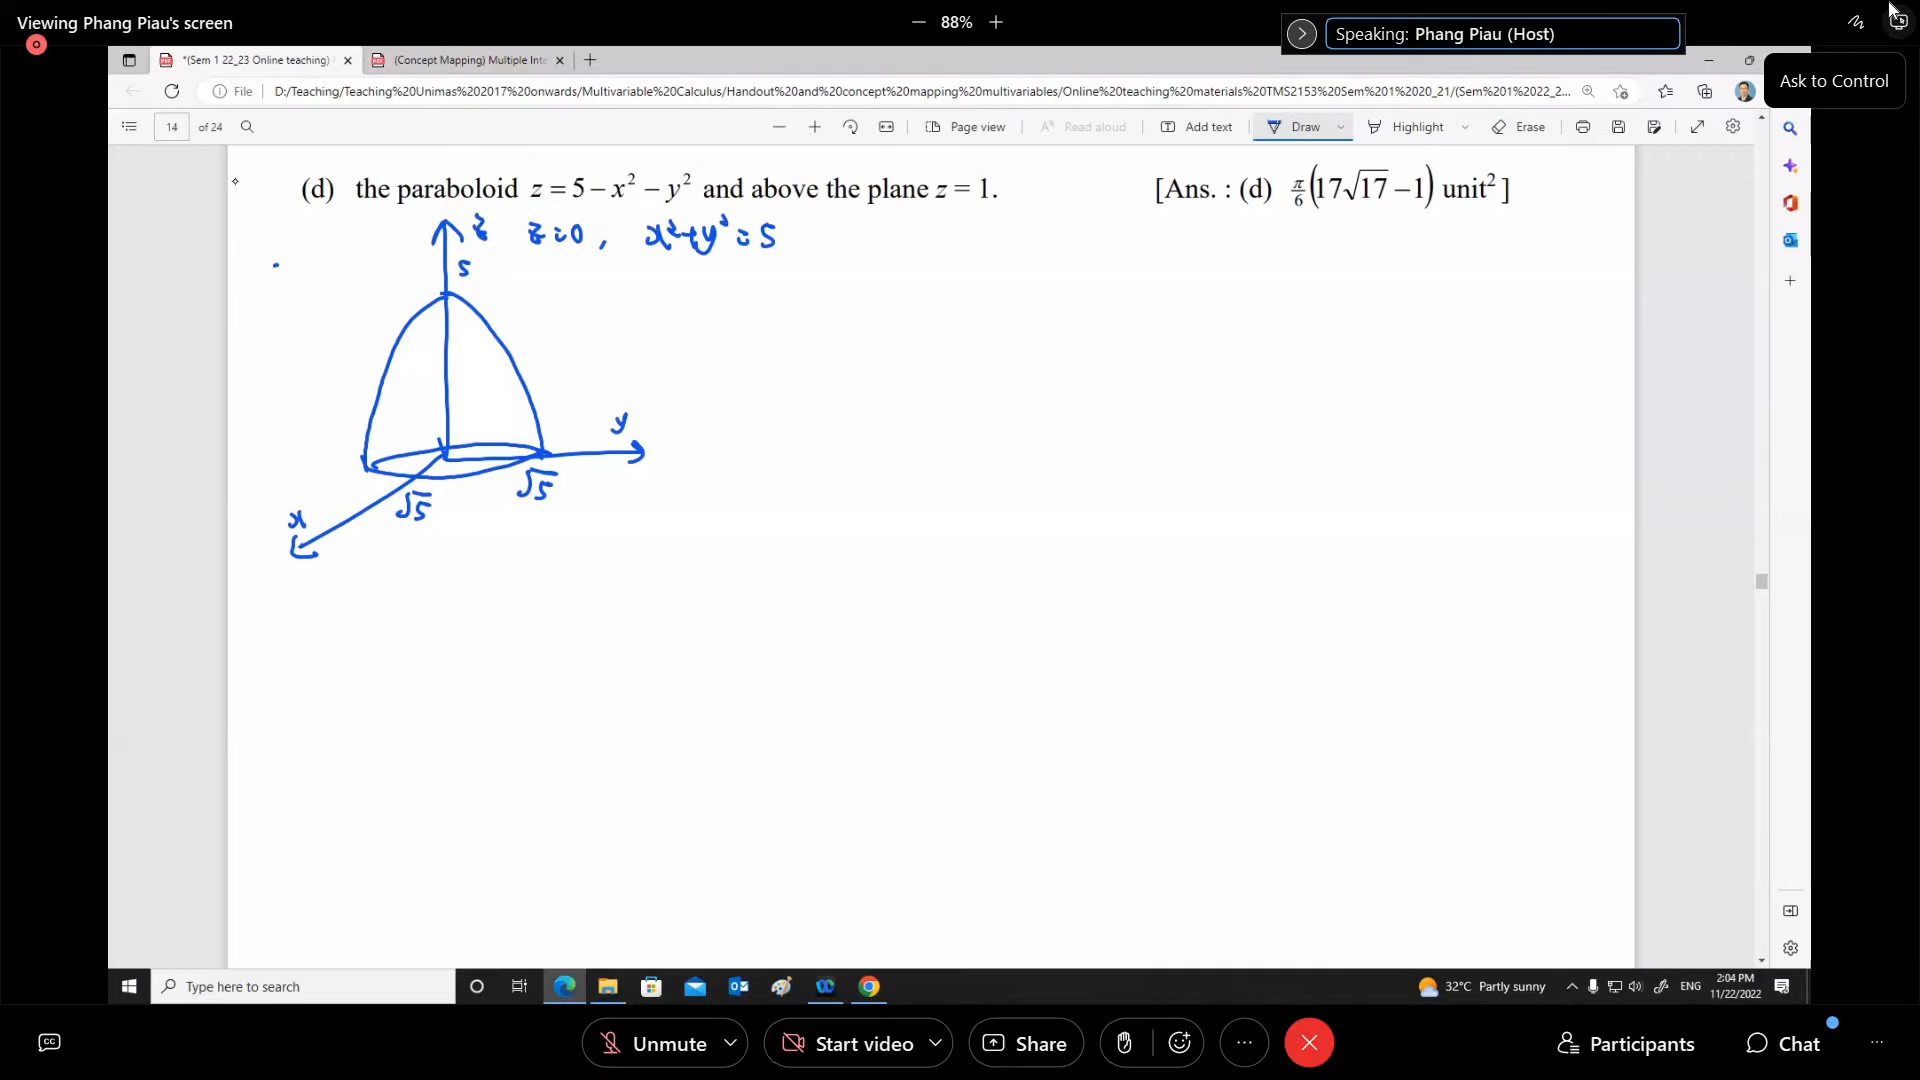 Viewing Phang Piau's screen
88%
Speaking: Phang Piau (Host)
Ask to Control
*(Sem 1 22_23 Online teaching)
(Concept Mapping) Multiple Inte
File
D:/Teaching/Teaching%20Unimas%202017%20onwards/Multivariable%20Calculus/Handout%20and%20concept%20mapping%20multivariables/Online%20teaching%20materials%20TMS2153%20Sem%201%2020_21/(Sem%201%2022_2...
14 of 24
Page view
Read aloud
Add text
Draw
Highlight
Erase
(d) the paraboloid z = 5 – x² – y² and above the plane z = 1. [Ans. : (d) π/6 (17√17 – 1) unit² ]
z z=0, x²+y²=5
5
y
√5
√5
x
Type here to search
32°C Partly sunny
ENG
2:04 PM
11/22/2022
CC
Unmute
Start video
Share
Participants
Chat